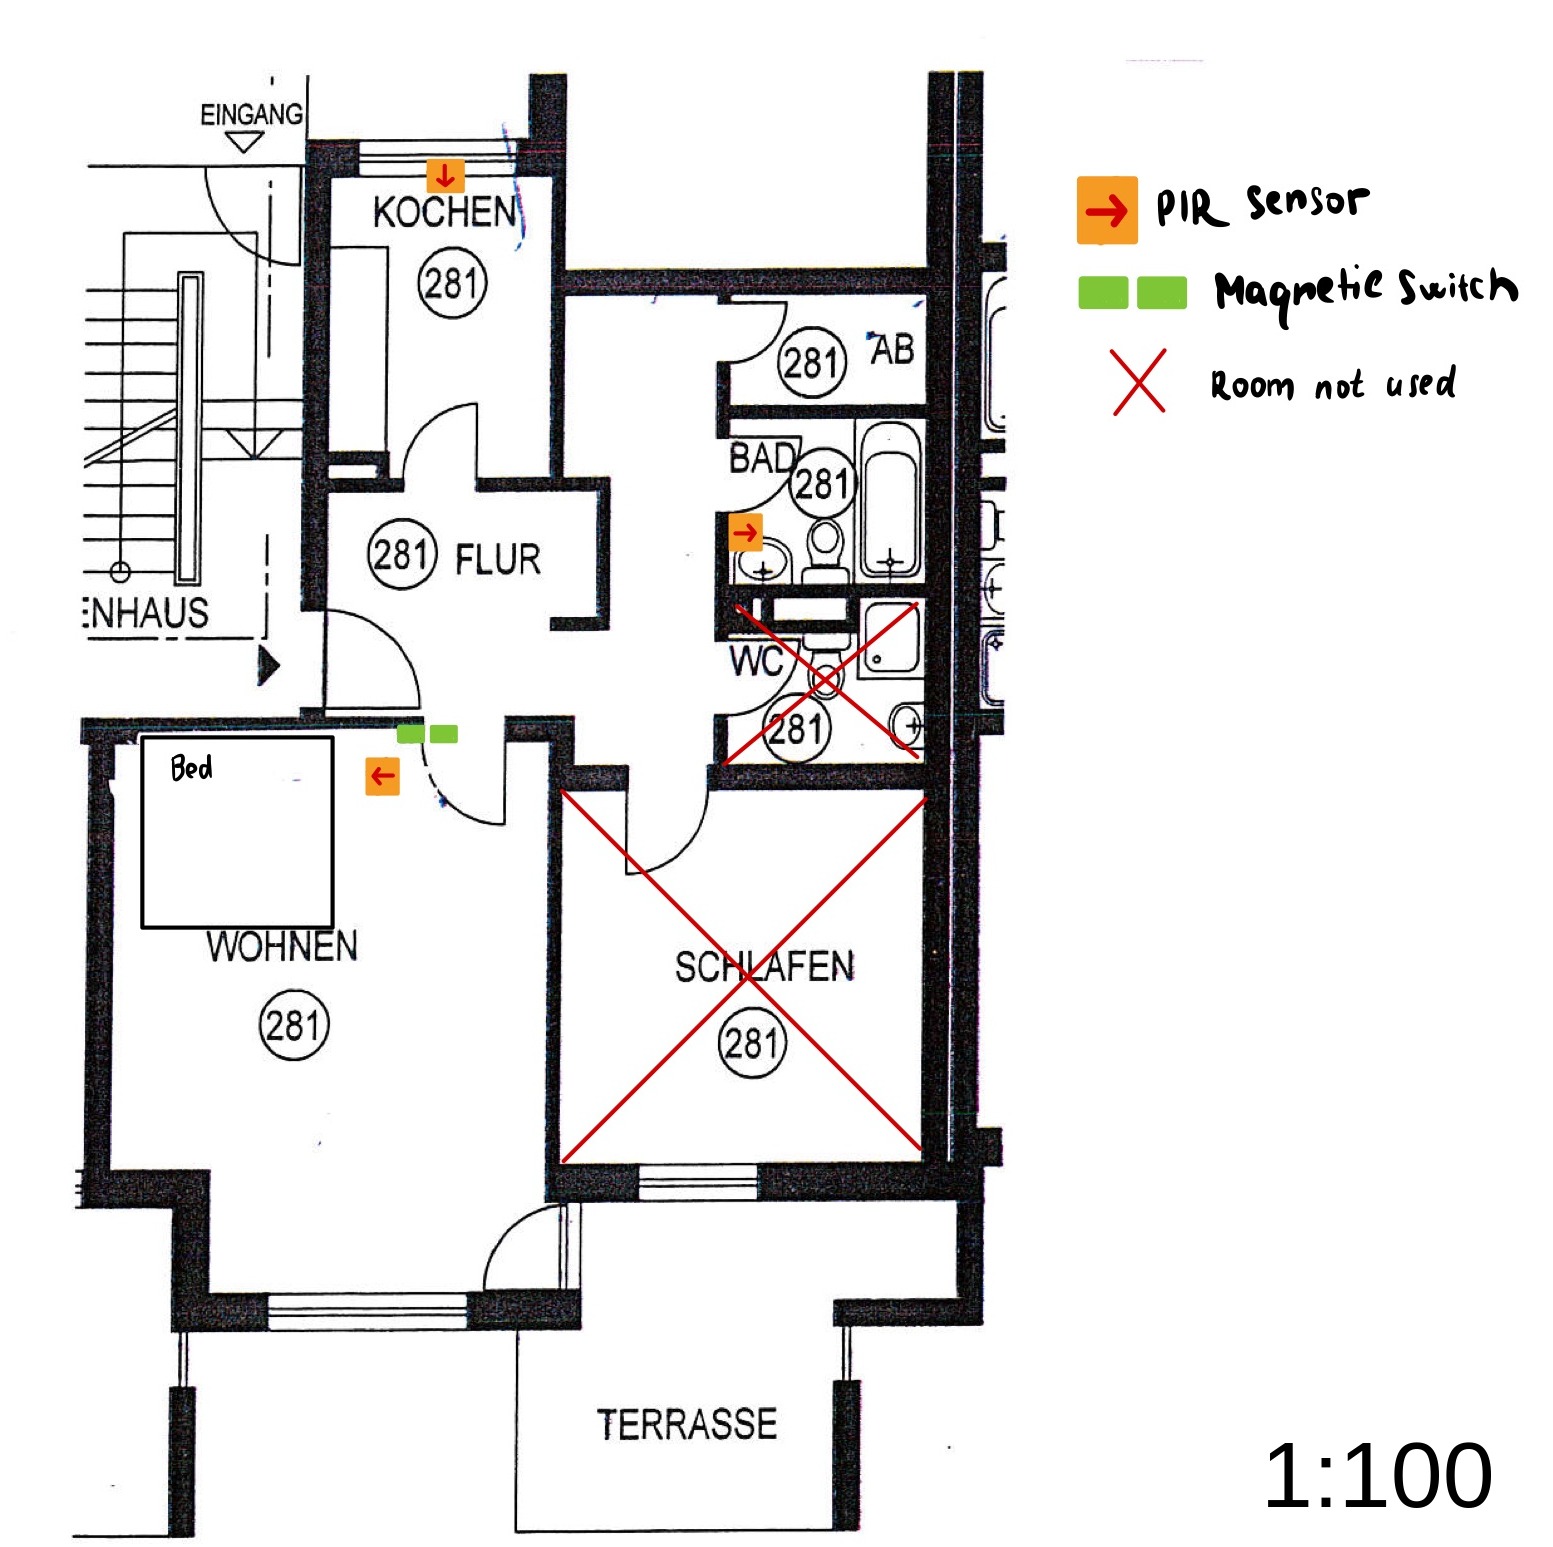 EINGANG
KOCHEN
281
PIR sensor
Magnetic Switch
Room not used
281
AB
BAD
281
281
FLUR
ENHAUS
WC
281
Bed
WOHNEN
281
SCHLAFEN
281
TERRASSE
1:100